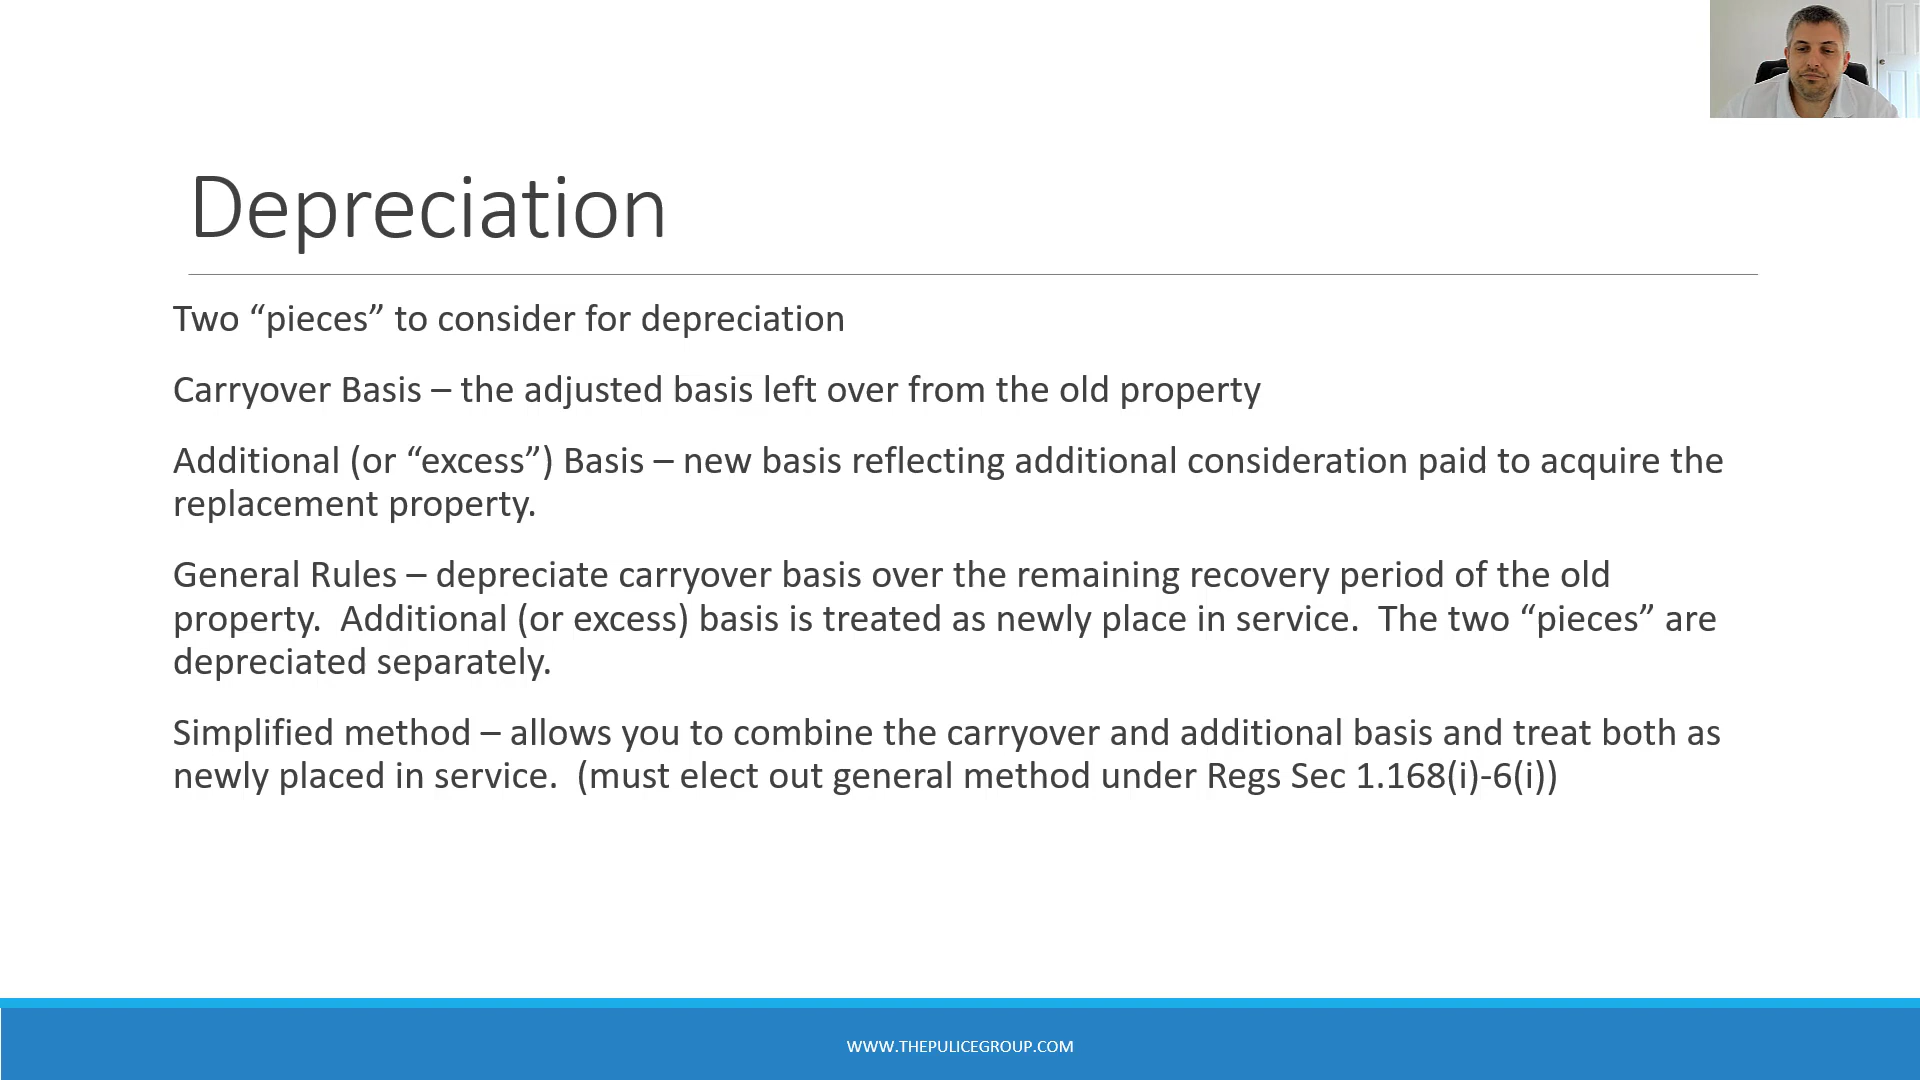 Depreciation
Two “pieces” to consider for depreciation
Carryover Basis – the adjusted basis left over from the old property
Additional (or “excess”) Basis – new basis reflecting additional consideration paid to acquire the
replacement property.
General Rules – depreciate carryover basis over the remaining recovery period of the old
property.  Additional (or excess) basis is treated as newly place in service.  The two “pieces” are
depreciated separately.
Simplified method – allows you to combine the carryover and additional basis and treat both as
newly placed in service.  (must elect out general method under Regs Sec 1.168(i)-6(i))
WWW.THEPULICEGROUP.COM